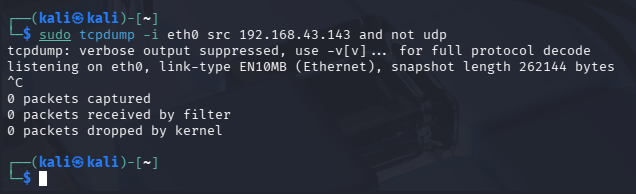 ┌──(kali㉿kali)-[~]
└─$ sudo tcpdump -i eth0 src 192.168.43.143 and not udp
tcpdump: verbose output suppressed, use -v[v]... for full protocol decode
listening on eth0, link-type EN10MB (Ethernet), snapshot length 262144 bytes
^C
0 packets captured
0 packets received by filter
0 packets dropped by kernel
┌──(kali㉿kali)-[~]
└─$